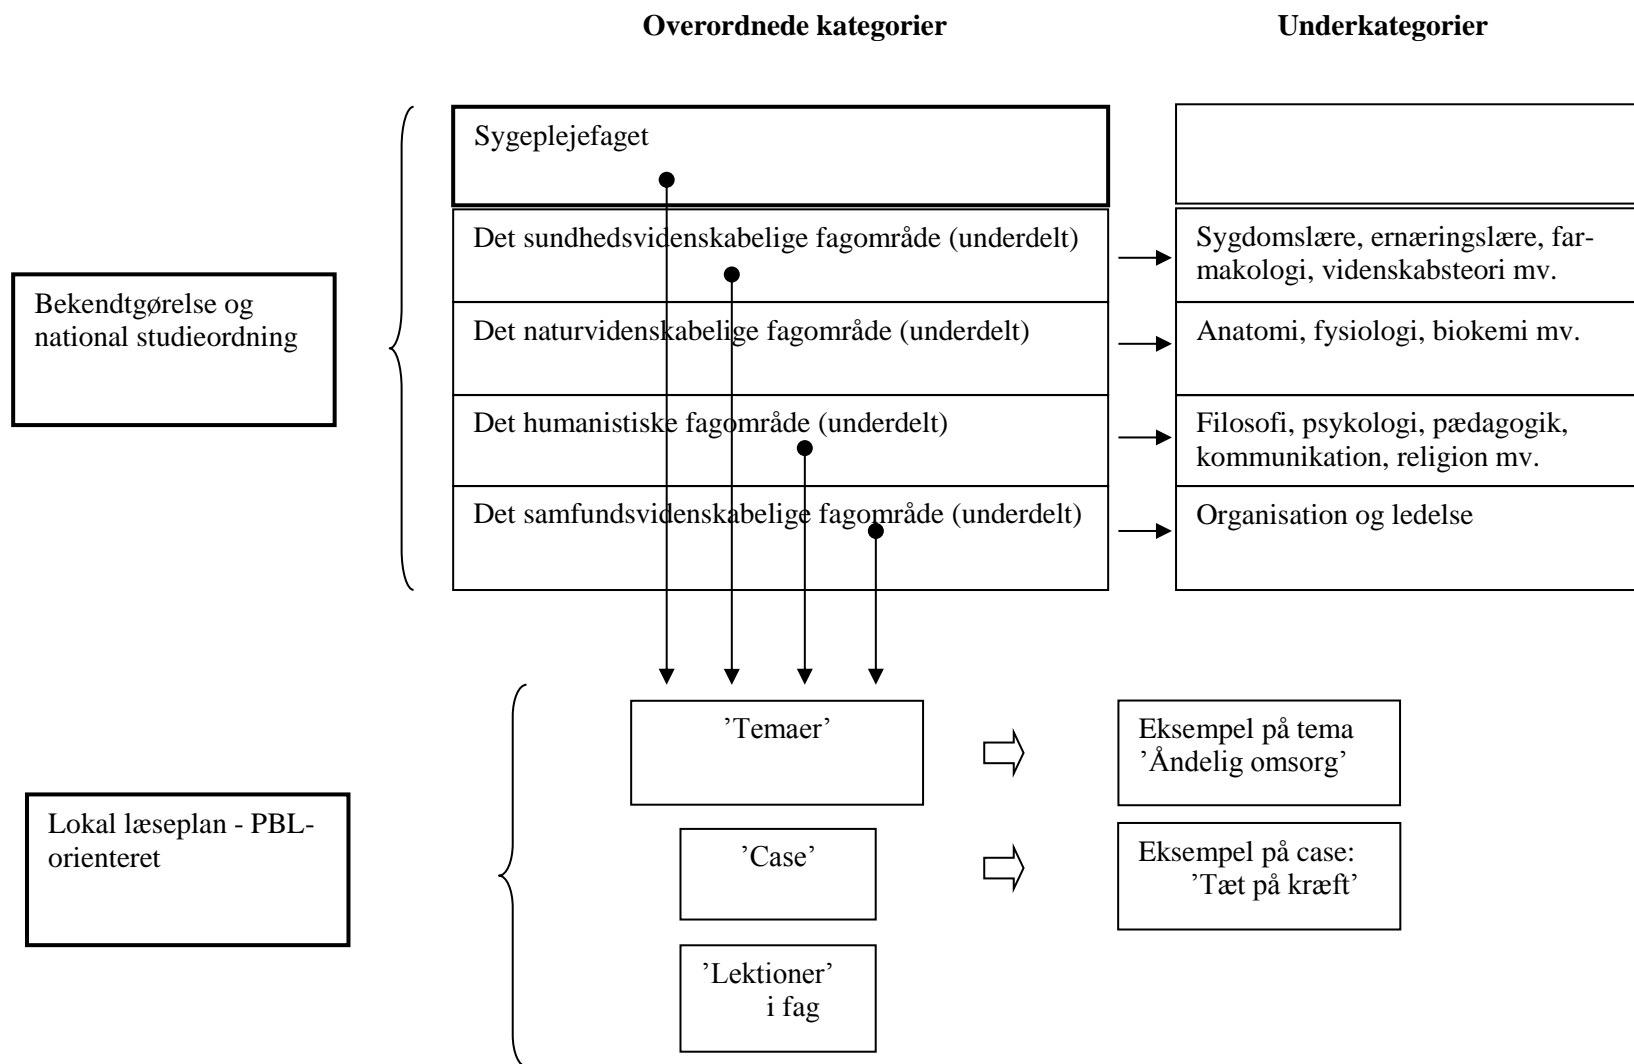 Overordnede kategorier
Underkategorier
Bekendtgørelse og
national studieordning
Sygeplejefaget
Det sundhedsvidenskabelige fagområde (underdelt)
Sygdomslære, ernæringslære, far-
makologi, videnskabsteori mv.
Det naturvidenskabelige fagområde (underdelt)
Anatomi, fysiologi, biokemi mv.
Det humanistiske fagområde (underdelt)
Filosofi, psykologi, pædagogik,
kommunikation, religion mv.
Det samfundsvidenskabelige fagområde (underdelt)
Organisation og ledelse
Lokal læseplan - PBL-
orienteret
’Temaer’
Eksempel på tema
’Åndelig omsorg’
’Case’
Eksempel på case:
’Tæt på kræft’
’Lektioner’
i fag